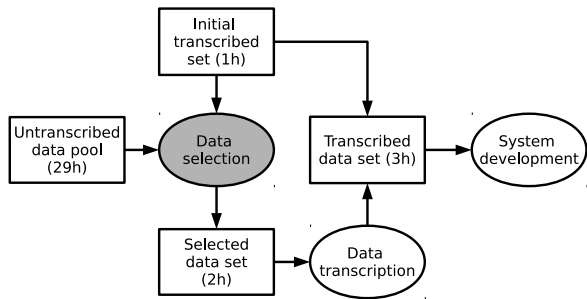 Initial
transcribed
set (1h)
Untranscribed
data pool
(29h)
Data
selection
Transcribed
data set (3h)
System
development
Selected
data set
(2h)
Data
transcription